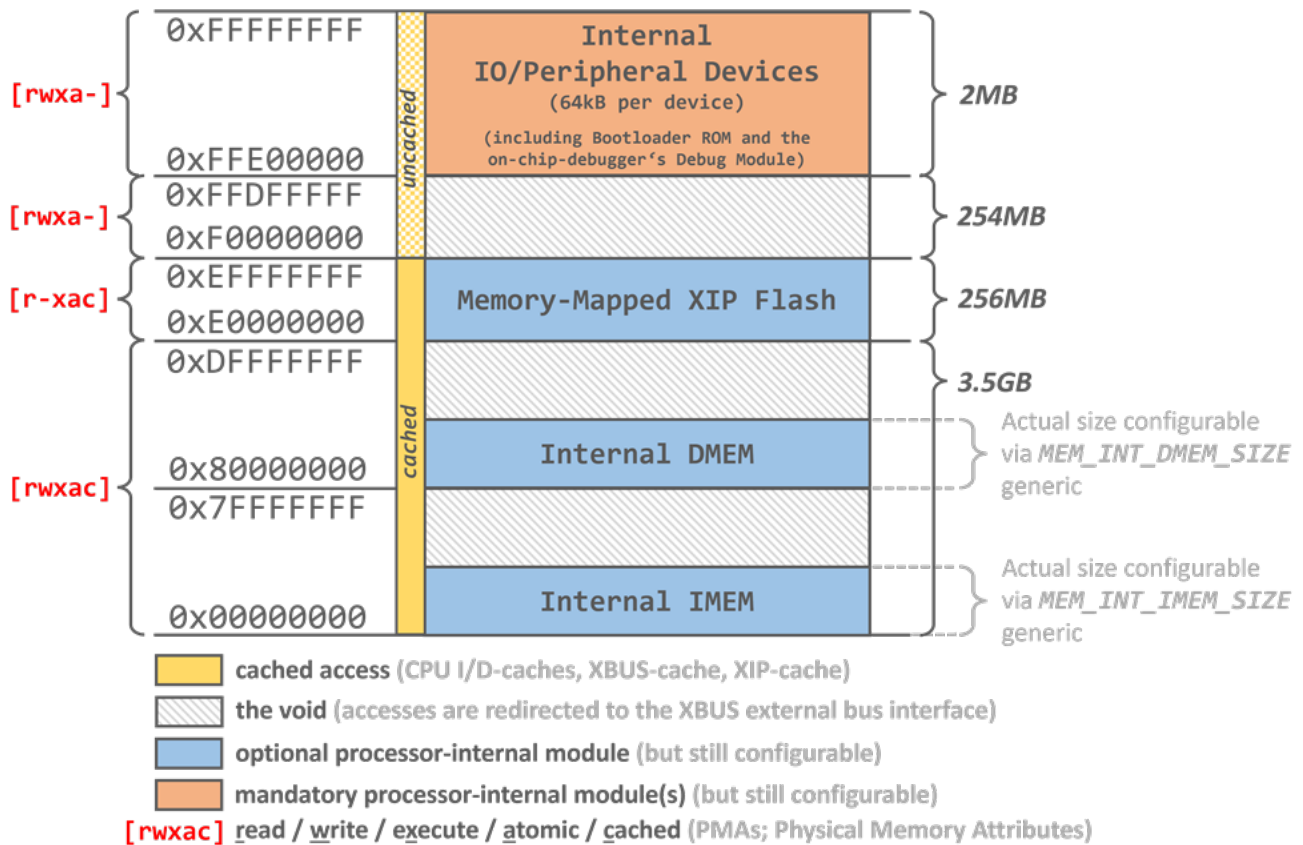 0xFFFFFFFF
Internal
IO/Peripheral Devices
(64kB per device)
(including Bootloader ROM and the
on-chip-debugger‘s Debug Module)
[rwxa-]
2MB
0xFFE00000
uncached
0xFFDFFFFF
[rwxa-]
254MB
0xF0000000
0xEFFFFFFF
[r-xac]
Memory-Mapped XIP Flash
256MB
0xE0000000
0xDFFFFFFF
3.5GB
cached
Internal DMEM
Actual size configurable
via MEM_INT_DMEM_SIZE
generic
0x80000000
[rwxac]
0x7FFFFFFF
Internal IMEM
Actual size configurable
via MEM_INT_IMEM_SIZE
generic
0x00000000
cached access (CPU I/D-caches, XBUS-cache, XIP-cache)
the void (accesses are redirected to the XBUS external bus interface)
optional processor-internal module (but still configurable)
mandatory processor-internal module(s) (but still configurable)
[rwxac] read / write / execute / atomic / cached (PMAs; Physical Memory Attributes)